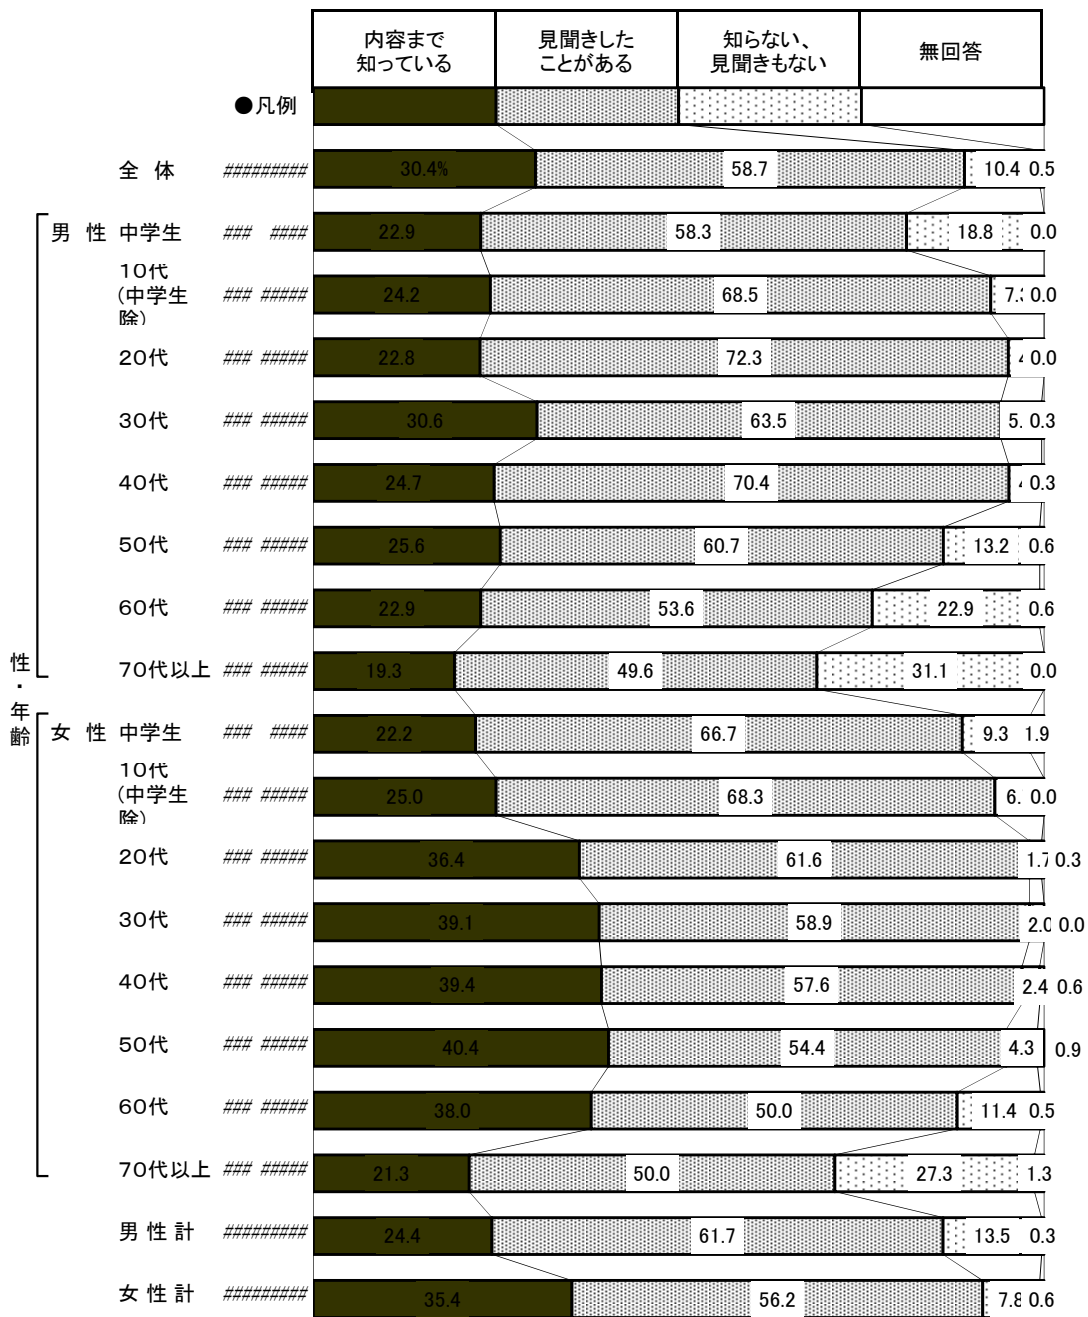 内容まで
知っている
見聞きした
ことがある
知らない、
見聞きもない
無回答
●凡例
全 体 ######### 30.4% 58.7 10.4 0.5
性・年齢
男 性 中学生 ### #### 22.9 58.3 18.8 0.0
10代
(中学生
除) ### ##### 24.2 68.5 7. 0.0
20代 ### ##### 22.8 72.3 0.0
30代 ### ##### 30.6 63.5 5. 0.3
40代 ### ##### 24.7 70.4 0.3
50代 ### ##### 25.6 60.7 13.2 0.6
60代 ### ##### 22.9 53.6 22.9 0.6
70代以上 ### ##### 19.3 49.6 31.1 0.0
女 性 中学生 ### #### 22.2 66.7 9.3 1.9
10代
(中学生
除) ### ##### 25.0 68.3 6. 0.0
20代 ### ##### 36.4 61.6 1.7 0.3
30代 ### ##### 39.1 58.9 2.0 0.0
40代 ### ##### 39.4 57.6 2.4 0.6
50代 ### ##### 40.4 54.4 4.3 0.9
60代 ### ##### 38.0 50.0 11.4 0.5
70代以上 ### ##### 21.3 50.0 27.3 1.3
男 性 計 ######### 24.4 61.7 13.5 0.3
女 性 計 ######### 35.4 56.2 7.8 0.6